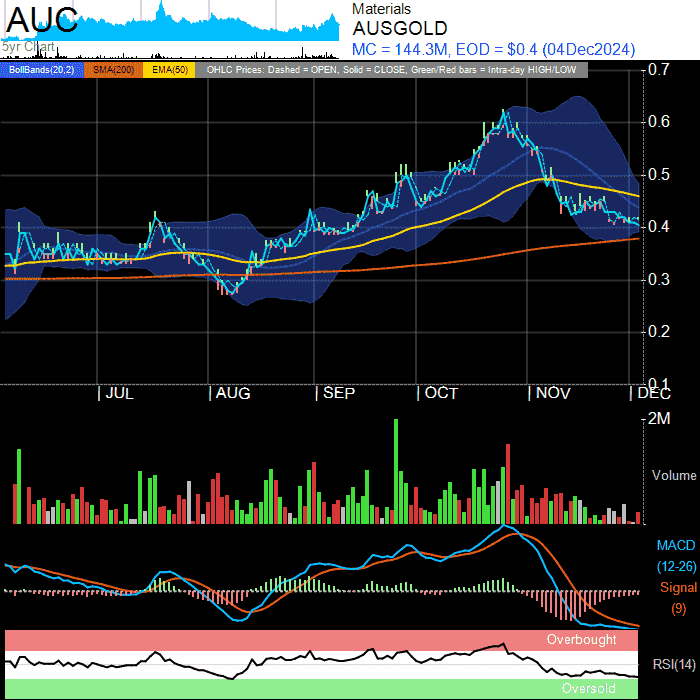 AUC
5yr Chart
Materials
AUSGOLD
MC = 144.3M, EOD = $0.4 (04Dec2024)
BollBands(20,2) SMA(200) EMA(50) OHLC Prices: Dashed = OPEN, Solid = CLOSE, Green/Red bars = Intra-day HIGH/LOW
0.7
0.6
0.5
0.4
0.3
0.2
0.1
JUL AUG SEP OCT NOV DEC
2M
Volume
MACD
(12-26)
Signal
(9)
Overbought
RSI(14)
Oversold